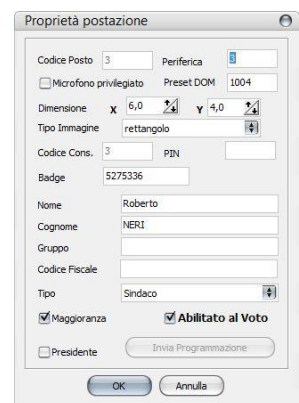 Proprietà postazione
Codice Posto 3 Periferica 3
Microfono privilegiato Preset DOM 1004
Dimensione X 6,0 Y 4,0
Tipo Immagine rettangolo
Codice Cons. 3 PIN
Badge 5275336
Nome Roberto
Cognome NERI
Gruppo
Codice Fiscale
Tipo Sindaco
Maggioranza Abilitato al Voto
Presidente Invia Programmazione
OK Annulla